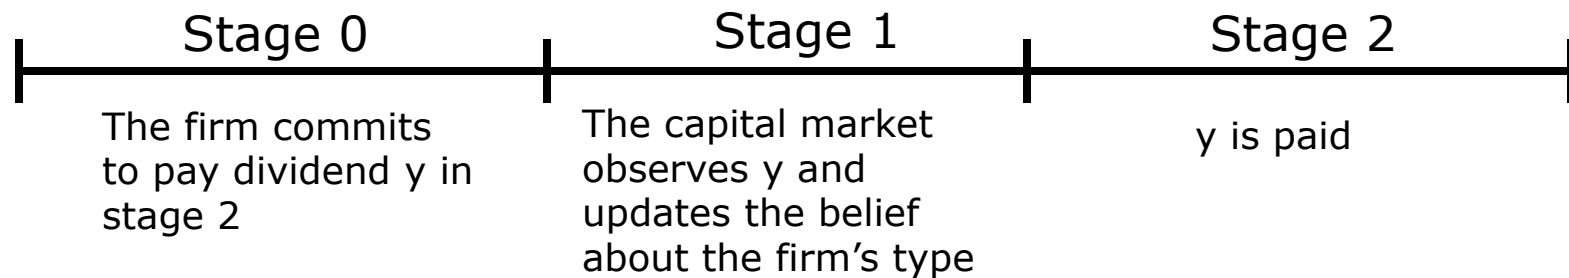 Stage 0
Stage 1
Stage 2
The firm commits
to pay dividend y in
stage 2
The capital market
observes y and
updates the belief
about the firm's type
y is paid